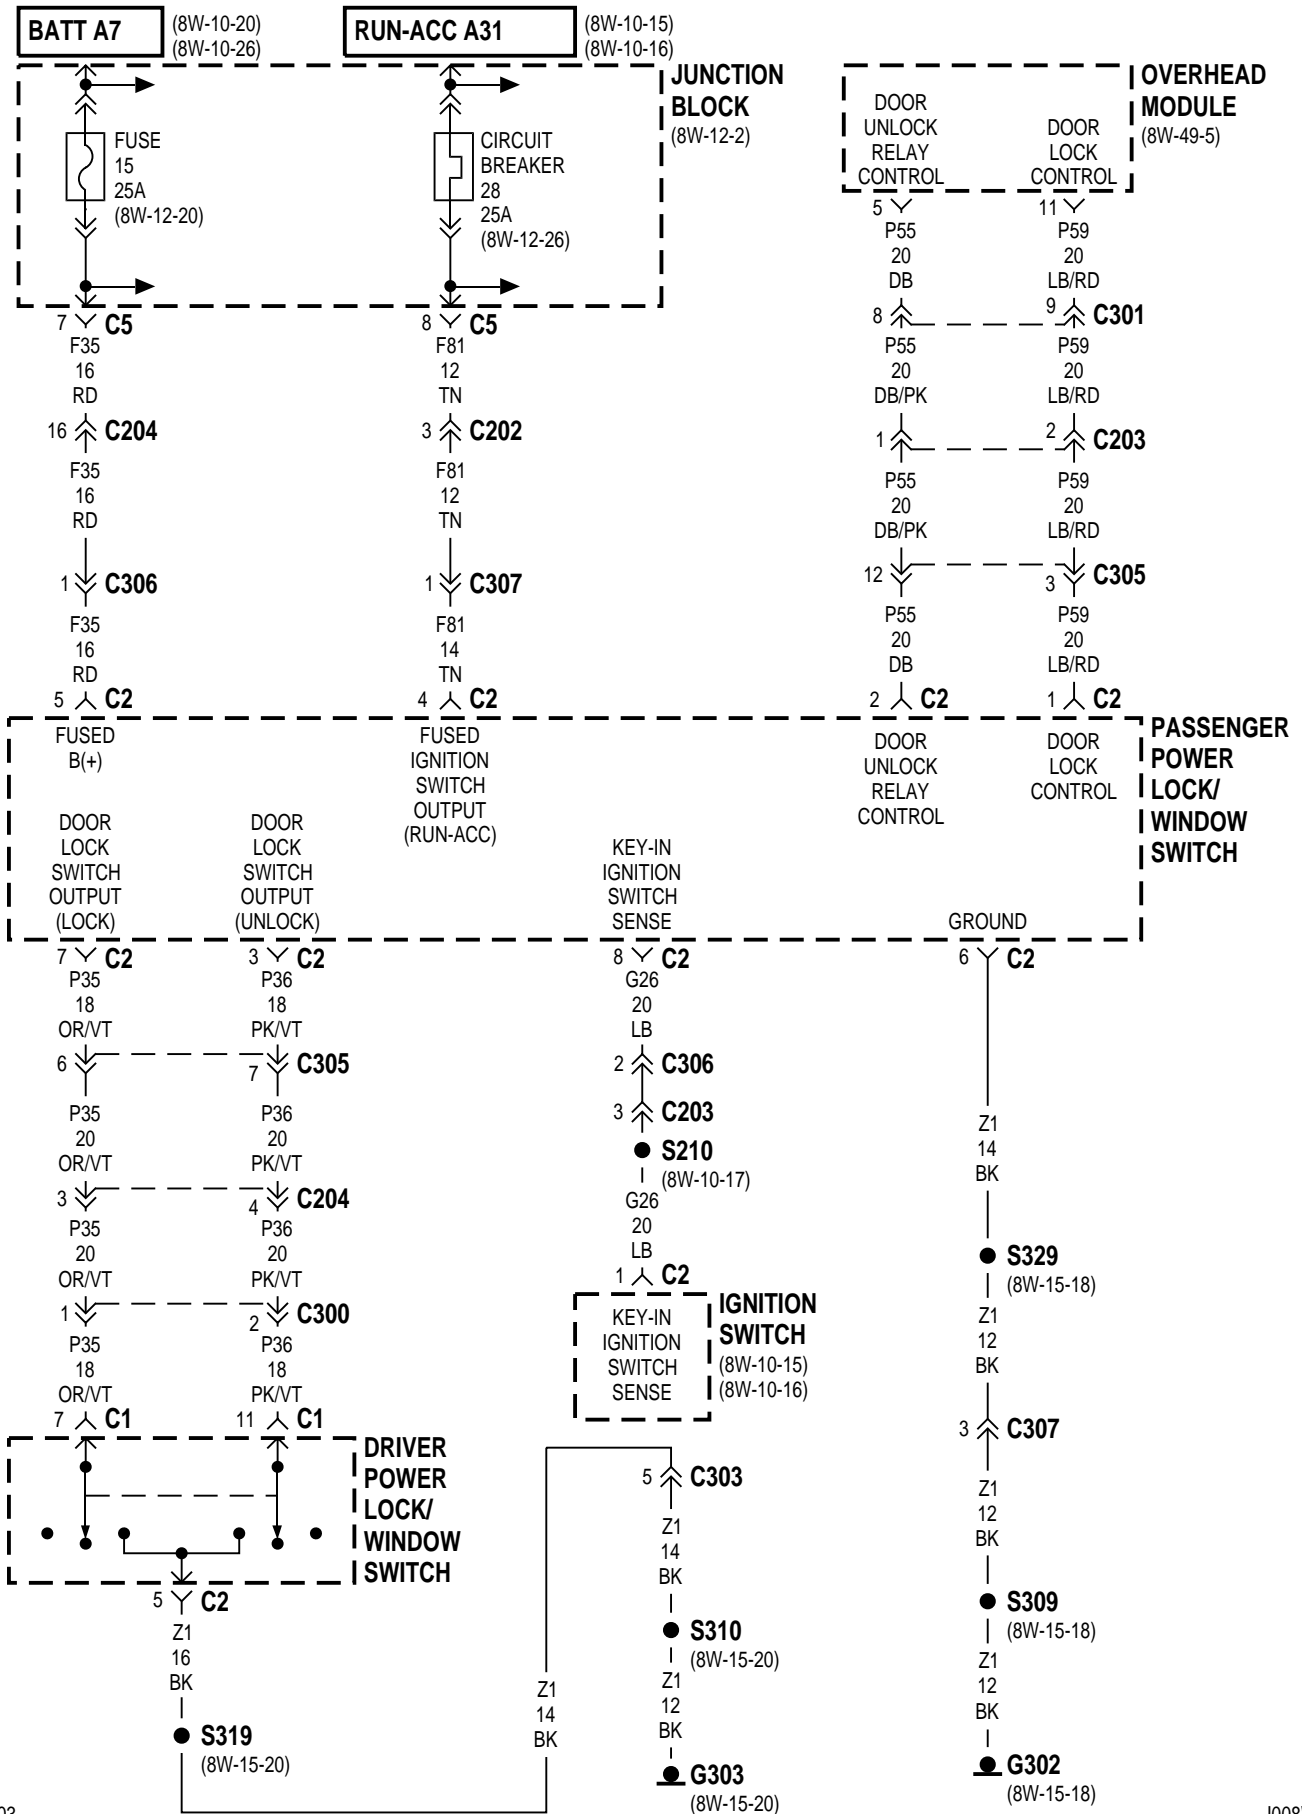 BATT A7
(8W-10-20)
(8W-10-26)
RUN-ACC A31
(8W-10-15)
(8W-10-16)
JUNCTION
BLOCK
(8W-12-2)
FUSE
15
25A
(8W-12-20)
CIRCUIT
BREAKER
28
25A
(8W-12-26)
OVERHEAD
MODULE
(8W-49-5)
DOOR
UNLOCK
RELAY
CONTROL
DOOR
LOCK
CONTROL
7 C5
F35
16
RD
16 C204
F35
16
RD
1 C306
F35
16
RD
5 C2
8 C5
F81
12
TN
3 C202
F81
12
TN
1 C307
F81
14
TN
4 C2
5
P55
20
DB
8
P55
20
DB/PK
1
P55
20
DB/PK
12
P55
20
DB
2 C2
11
P59
20
LB/RD
9 C301
P59
20
LB/RD
2 C203
P59
20
LB/RD
3 C305
P59
20
LB/RD
1 C2
PASSENGER
POWER
LOCK/
WINDOW
SWITCH
FUSED
B(+)
FUSED
IGNITION
SWITCH
OUTPUT
(RUN-ACC)
DOOR
UNLOCK
RELAY
CONTROL
DOOR
LOCK
CONTROL
DOOR
LOCK
SWITCH
OUTPUT
(LOCK)
DOOR
LOCK
SWITCH
OUTPUT
(UNLOCK)
KEY-IN
IGNITION
SWITCH
SENSE
GROUND
7 C2
P35
18
OR/VT
6
P35
20
OR/VT
3
P35
20
OR/VT
1
P35
18
OR/VT
7 C1
3 C2
P36
18
PK/VT
7 C305
P36
20
PK/VT
4 C204
P36
20
PK/VT
2 C300
P36
18
PK/VT
11 C1
DRIVER
POWER
LOCK/
WINDOW
SWITCH
5 C2
Z1
16
BK
S319
(8W-15-20)
Z1
14
BK
8 C2
G26
20
LB
2 C306
3 C203
S210
(8W-10-17)
G26
20
LB
1 C2
KEY-IN
IGNITION
SWITCH
SENSE
IGNITION
SWITCH
(8W-10-15)
(8W-10-16)
5 C303
Z1
14
BK
S310
(8W-15-20)
Z1
12
BK
G303
(8W-15-20)
6 C2
Z1
14
BK
S329
(8W-15-18)
Z1
12
BK
3 C307
Z1
12
BK
S309
(8W-15-18)
Z1
12
BK
G302
(8W-15-18)